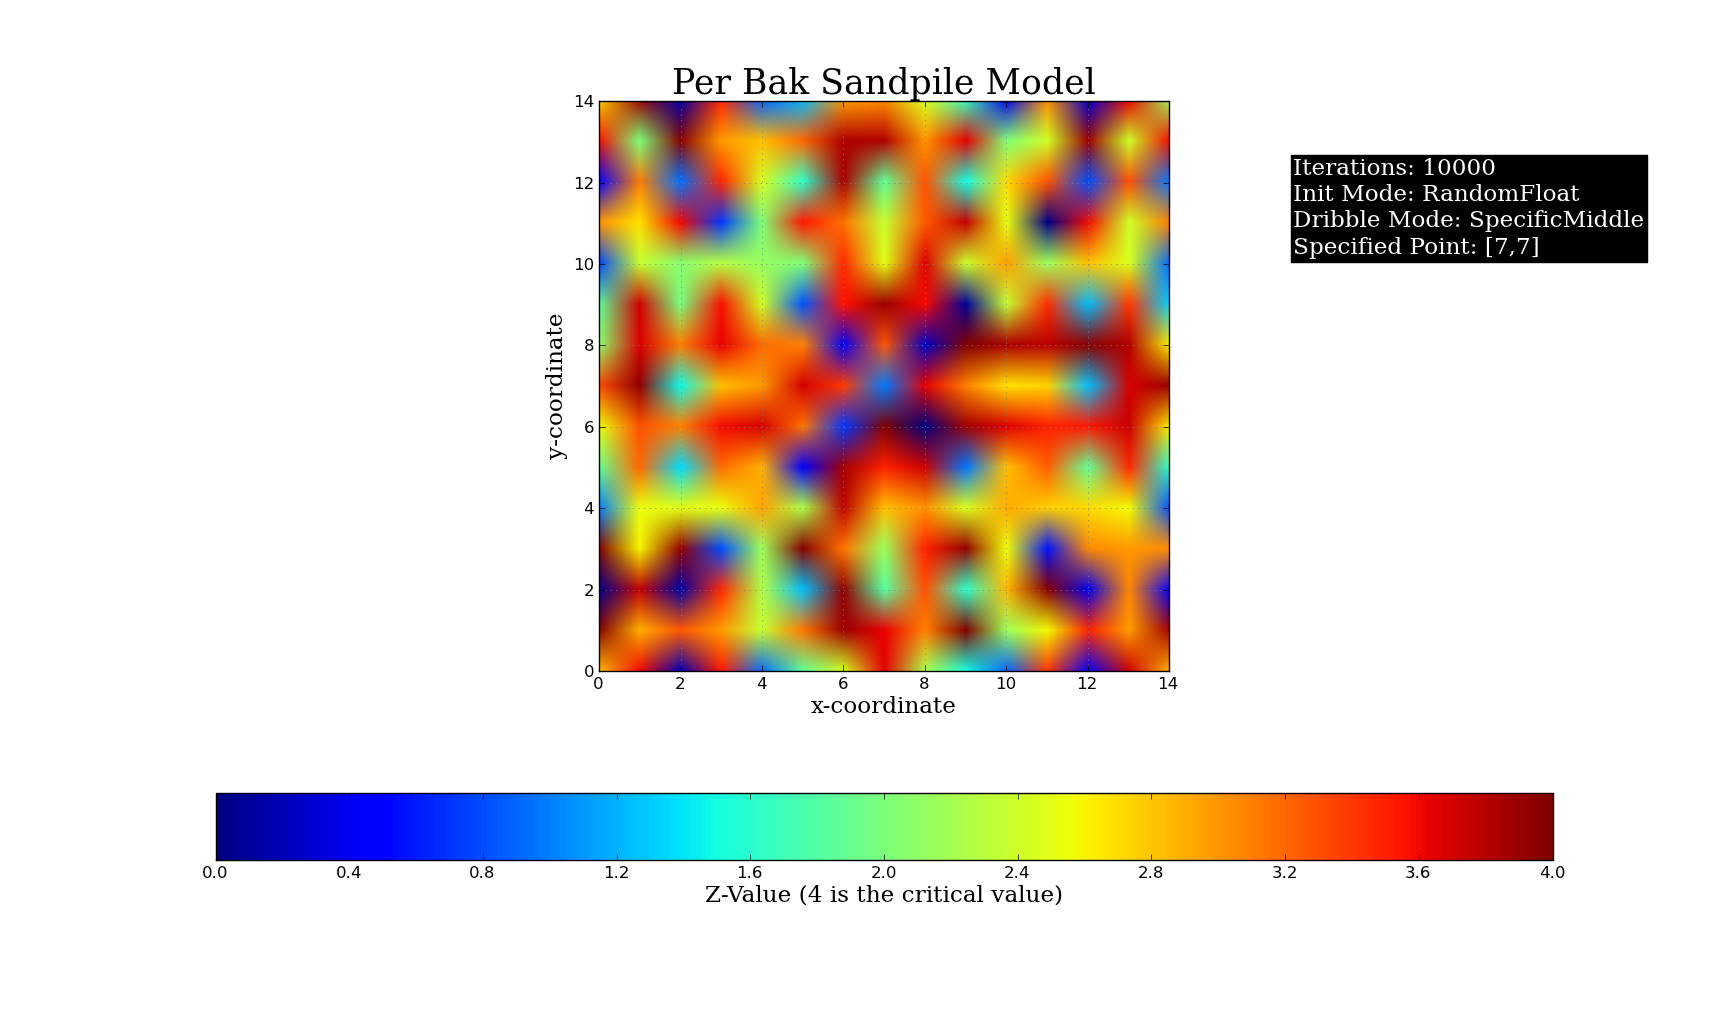 Per Bak Sandpile Model
14
12
10
8
6
4
2
0
y-coordinate
0 2 4 6 8 10 12 14
x-coordinate
Iterations: 10000
Init Mode: RandomFloat
Dribble Mode: SpecificMiddle
Specified Point: [7,7]
0.0 0.4 0.8 1.2 1.6 2.0 2.4 2.8 3.2 3.6 4.0
Z-Value (4 is the critical value)